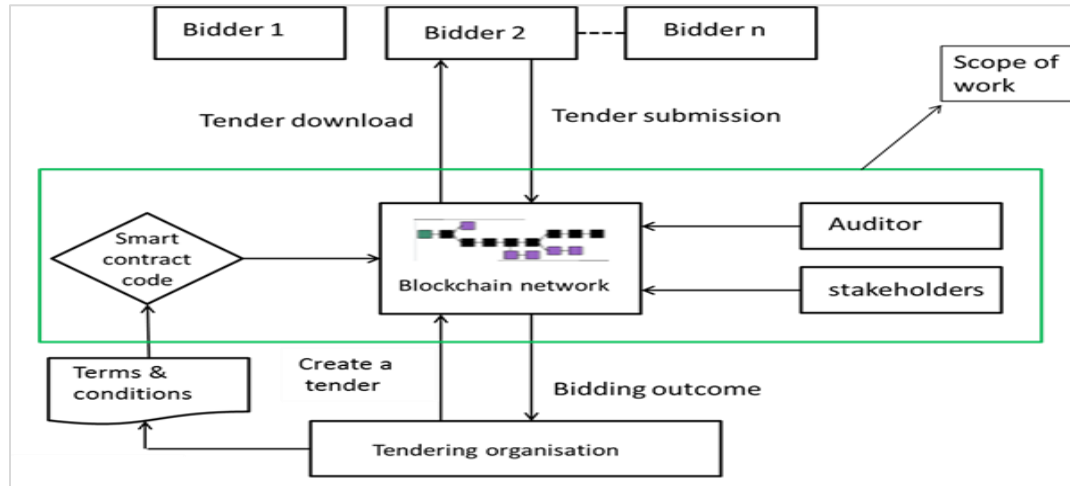 Bidder 1
Bidder 2
Bidder n
Scope of
work
Tender download
Tender submission
Smart
contract
code
Blockchain network
Auditor
stakeholders
Terms &
conditions
Create a
tender
Bidding outcome
Tendering organisation